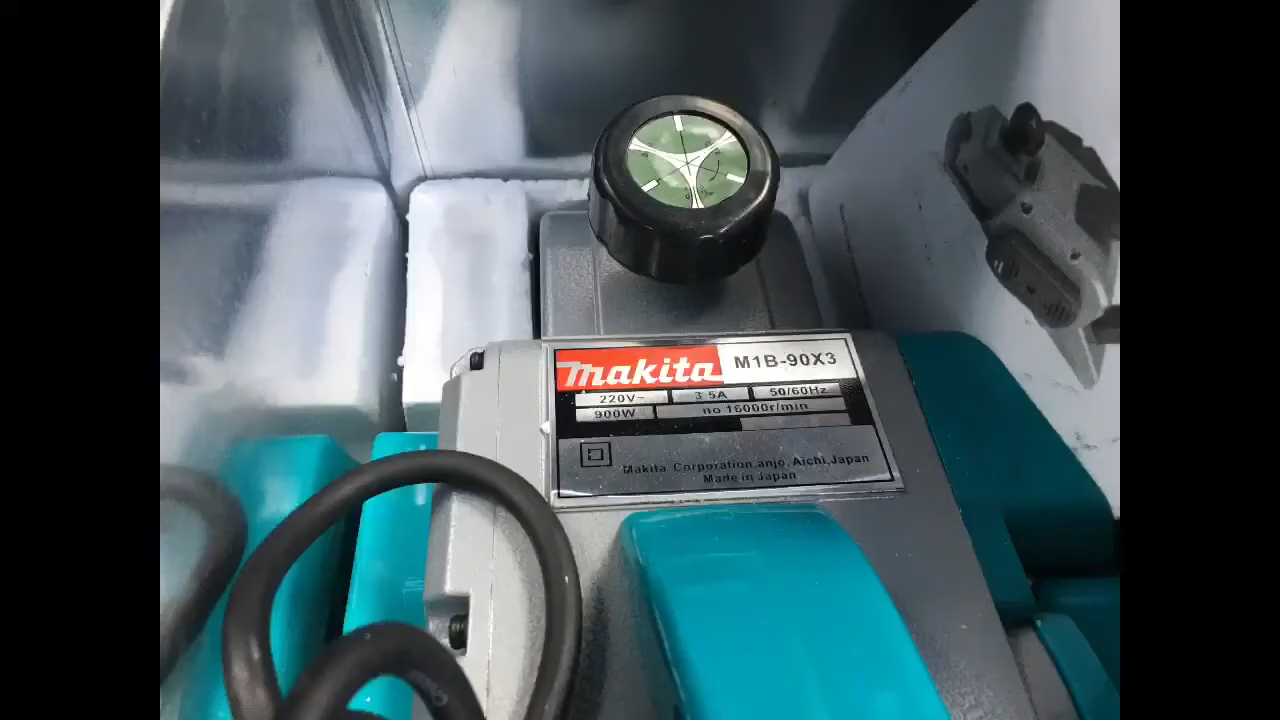 makita M1B-90X3
220V~ 3 5A 50/60Hz
900W no 16000r/min
Makita Corporation.anjo, Aichi,Japan
Made in Japan